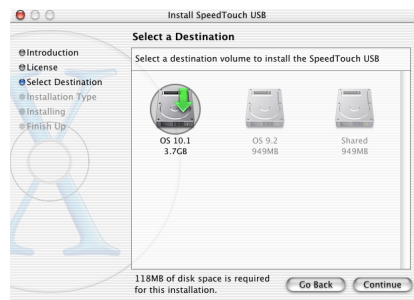 Install SpeedTouch USB
Select a Destination
Introduction
License
Select Destination
Installation Type
Installing
Finish Up
Select a destination volume to install the SpeedTouch USB
OS 10.1
3.7GB
OS 9.2
949MB
Shared
949MB
118MB of disk space is required
for this installation.
Go Back
Continue